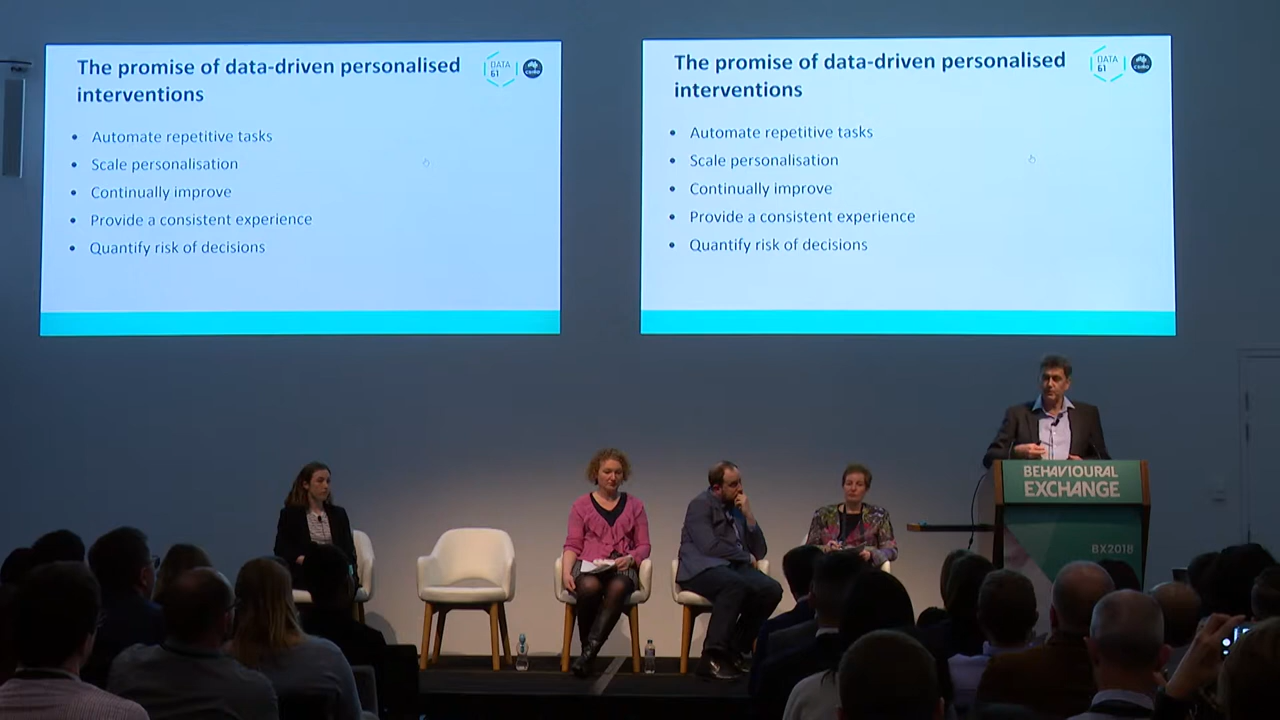 The promise of data-driven personalised
interventions
DATA
61
CSIRO
• Automate repetitive tasks
• Scale personalisation
• Continually improve
• Provide a consistent experience
• Quantify risk of decisions
The promise of data-driven personalised
interventions
DATA
61
CSIRO
• Automate repetitive tasks
• Scale personalisation
• Continually improve
• Provide a consistent experience
• Quantify risk of decisions
BEHAVIOURAL
EXCHANGE
BX2018